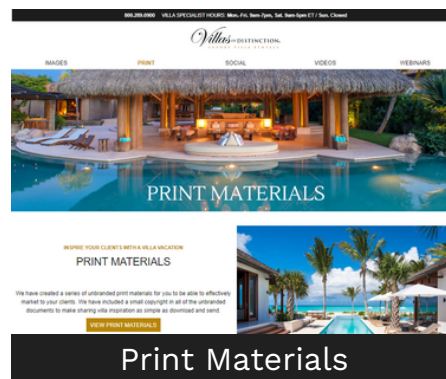 800.289.0900 VILLA SPECIALIST HOURS: Mon.-Fri. 9am-7pm, Sat. 9am-5pm ET / Sun. Closed
Villas OF DISTINCTION.
LUXURY VILLA RENTALS
IMAGES PRINT SOCIAL VIDEOS WEBINARS
PRINT MATERIALS
INSPIRE YOUR CLIENTS WITH A VILLA VACATION
PRINT MATERIALS
We have created a series of unbranded print materials for you to be able to effectively
market to your clients. We have included a small copyright in all of the unbranded
documents to make sharing villa inspiration as simple as download and send.
VIEW PRINT MATERIALS
Print Materials